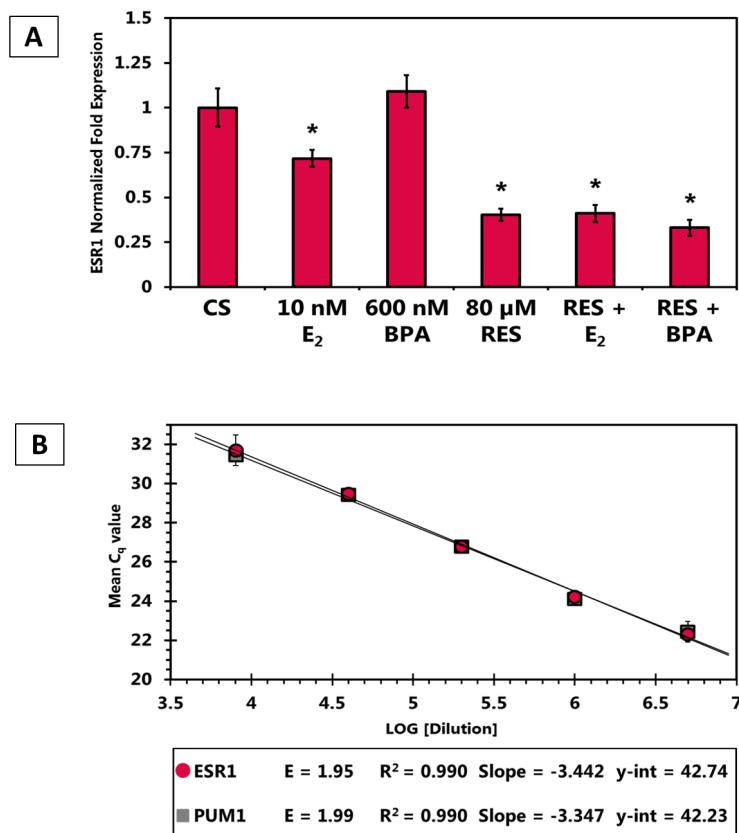 A
ESR1 Normalized Fold Expression
1.5
1.25
1
0.75
0.5
0.25
0
*
*
*
*
CS
10 nM E₂
600 nM BPA
80 µM RES
RES + E₂
RES + BPA
B
Mean Cq value
32
30
28
26
24
22
20
3.5 4 4.5 5 5.5 6 6.5 7
LOG [Dilution]
ESR1 E = 1.95 R² = 0.990 Slope = -3.442 y-int = 42.74
PUM1 E = 1.99 R² = 0.990 Slope = -3.347 y-int = 42.23